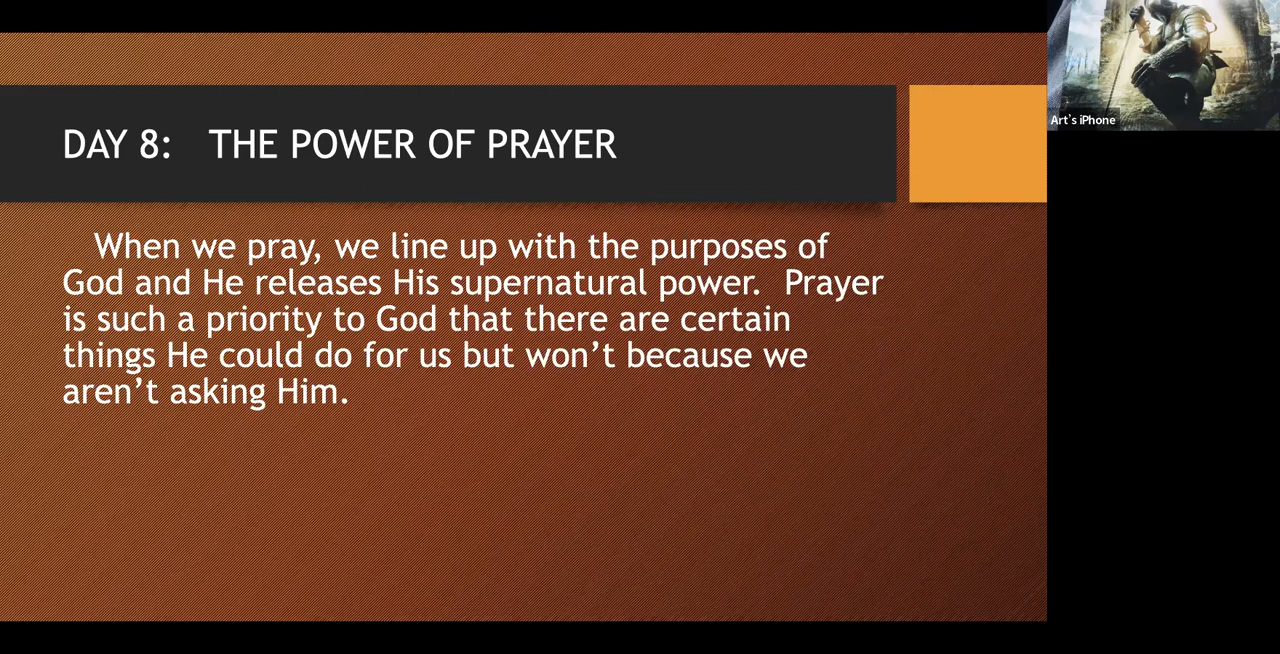 DAY 8: THE POWER OF PRAYER
When we pray, we line up with the purposes of
God and He releases His supernatural power. Prayer
is such a priority to God that there are certain
things He could do for us but won’t because we
aren’t asking Him.
Art's iPhone